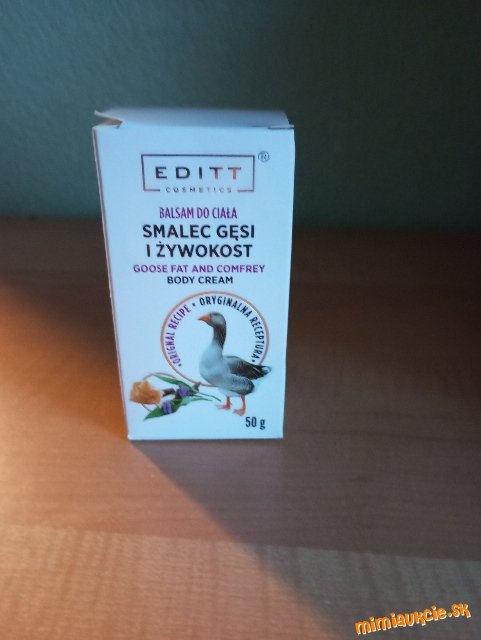 EDITT®
COSMETICS
BALSAM DO CIAŁA
SMALEC GĘSI
I ŻYWOKOST
GOOSE FAT AND COMFREY
BODY CREAM
• ORIGNAL RECIPE • ORYGINALNA RECEPTURA •
50 g
mimiaukcie.sk